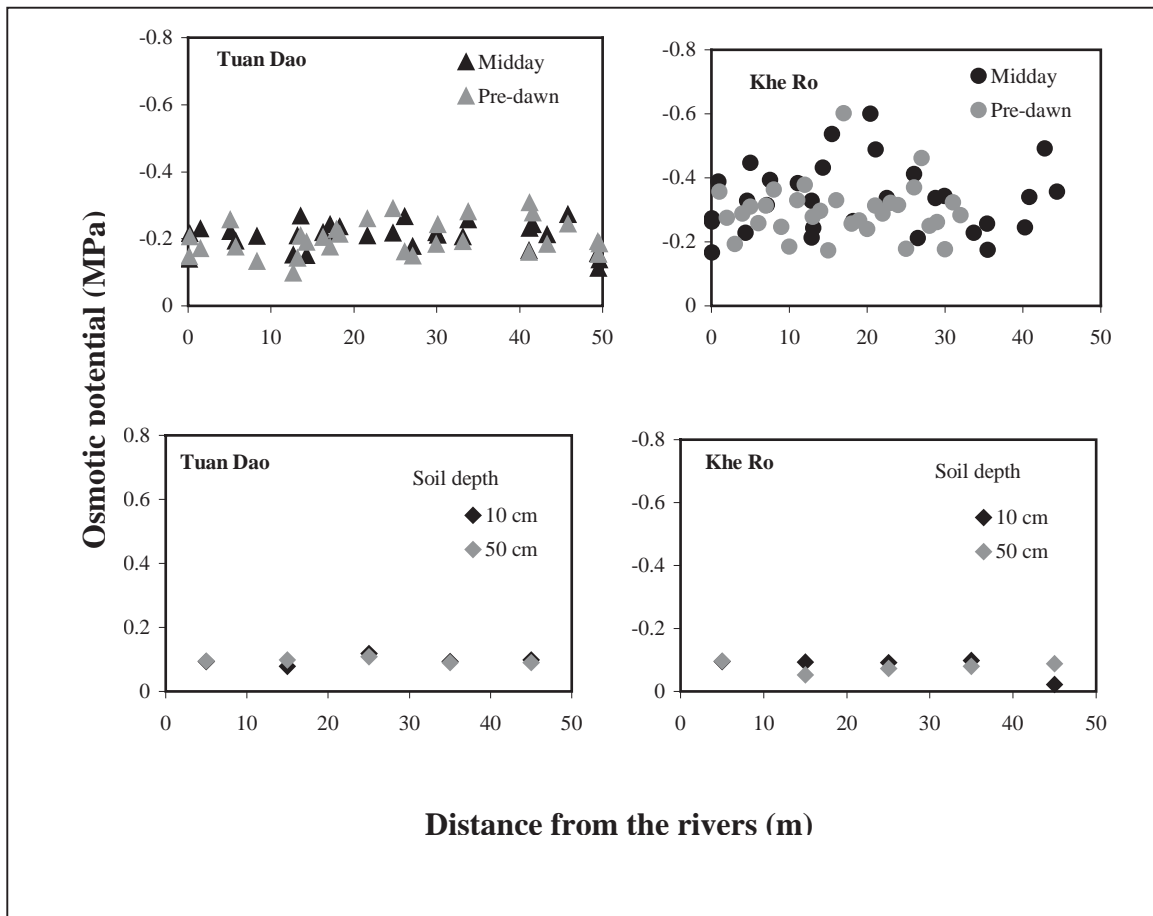 Tuan Dao
Midday
Pre-dawn
-0.8
-0.6
-0.4
-0.2
0
0 10 20 30 40 50
Khe Ro
Midday
Pre-dawn
-0.8
-0.6
-0.4
-0.2
0
0 10 20 30 40 50
Osmotic potential (MPa)
Tuan Dao
Soil depth
10 cm
50 cm
0.8
0.6
0.4
0.2
0
0 10 20 30 40 50
Khe Ro
Soil depth
10 cm
50 cm
-0.8
-0.6
-0.4
-0.2
0
0 10 20 30 40 50
Distance from the rivers (m)